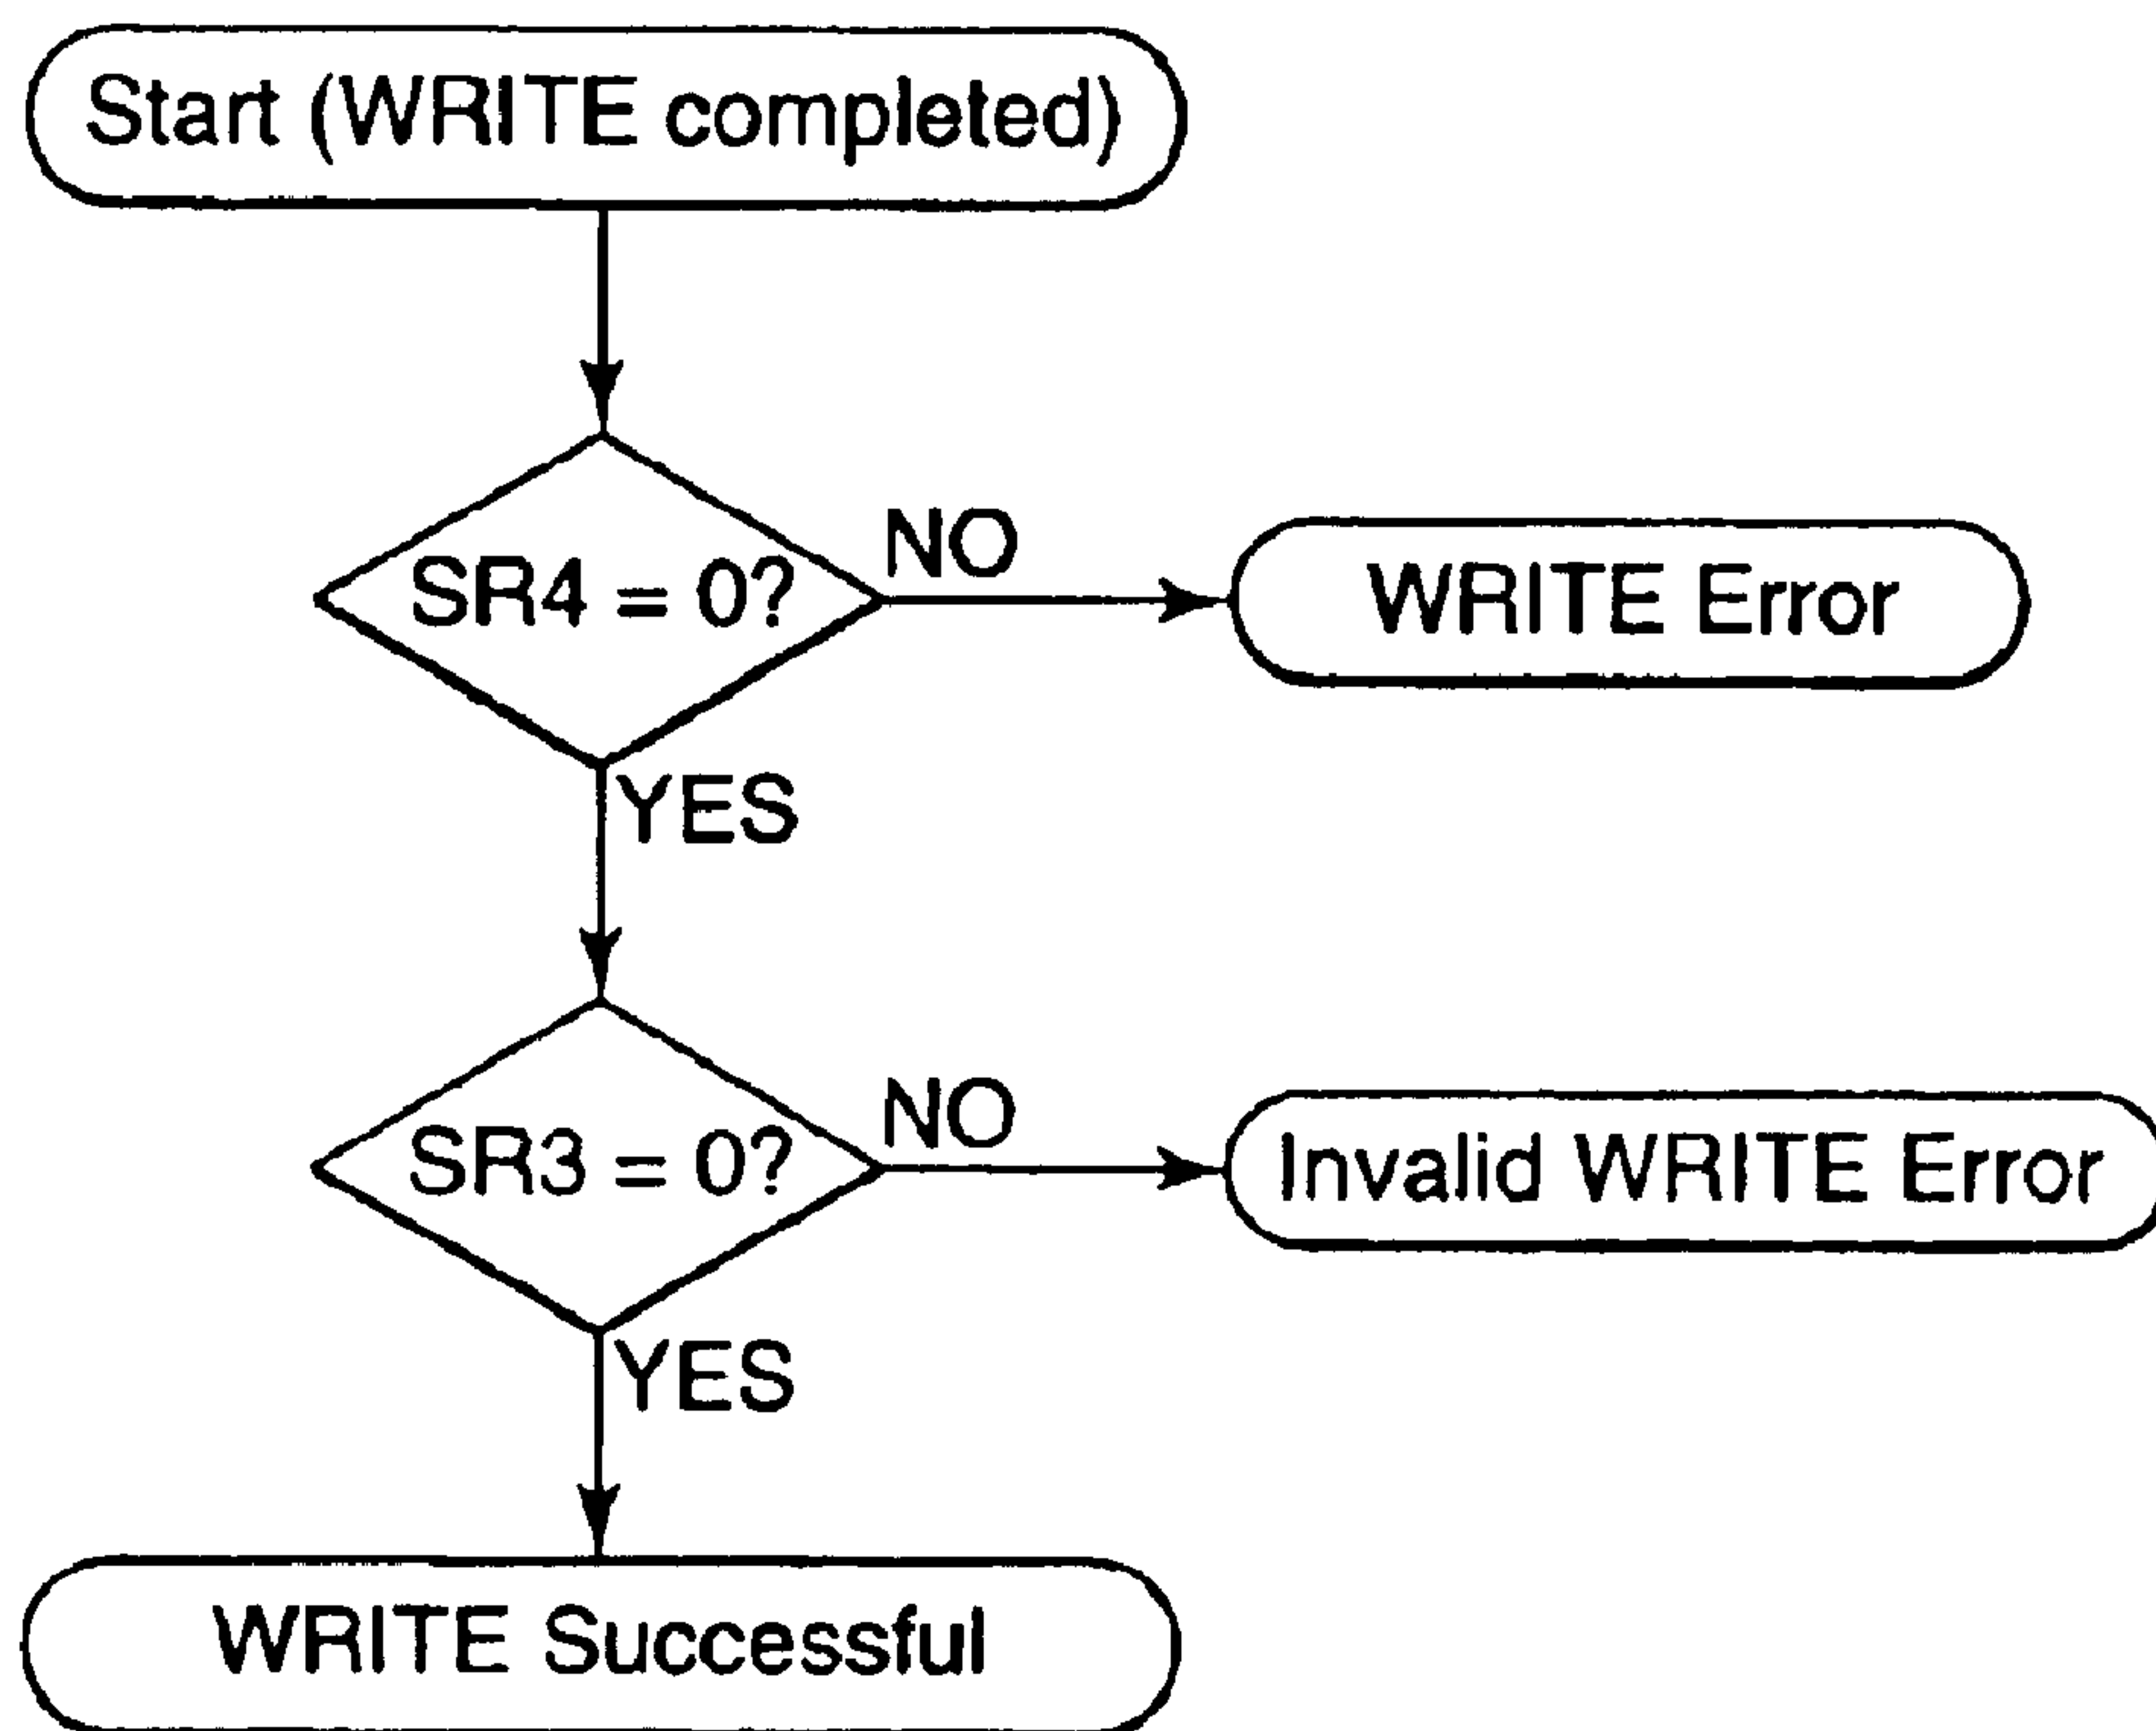 Start (WRITE completed)
SR4 = 0?
NO
WRITE Error
YES
SR3 = 0?
NO
Invalid WRITE Error
YES
WRITE Successful